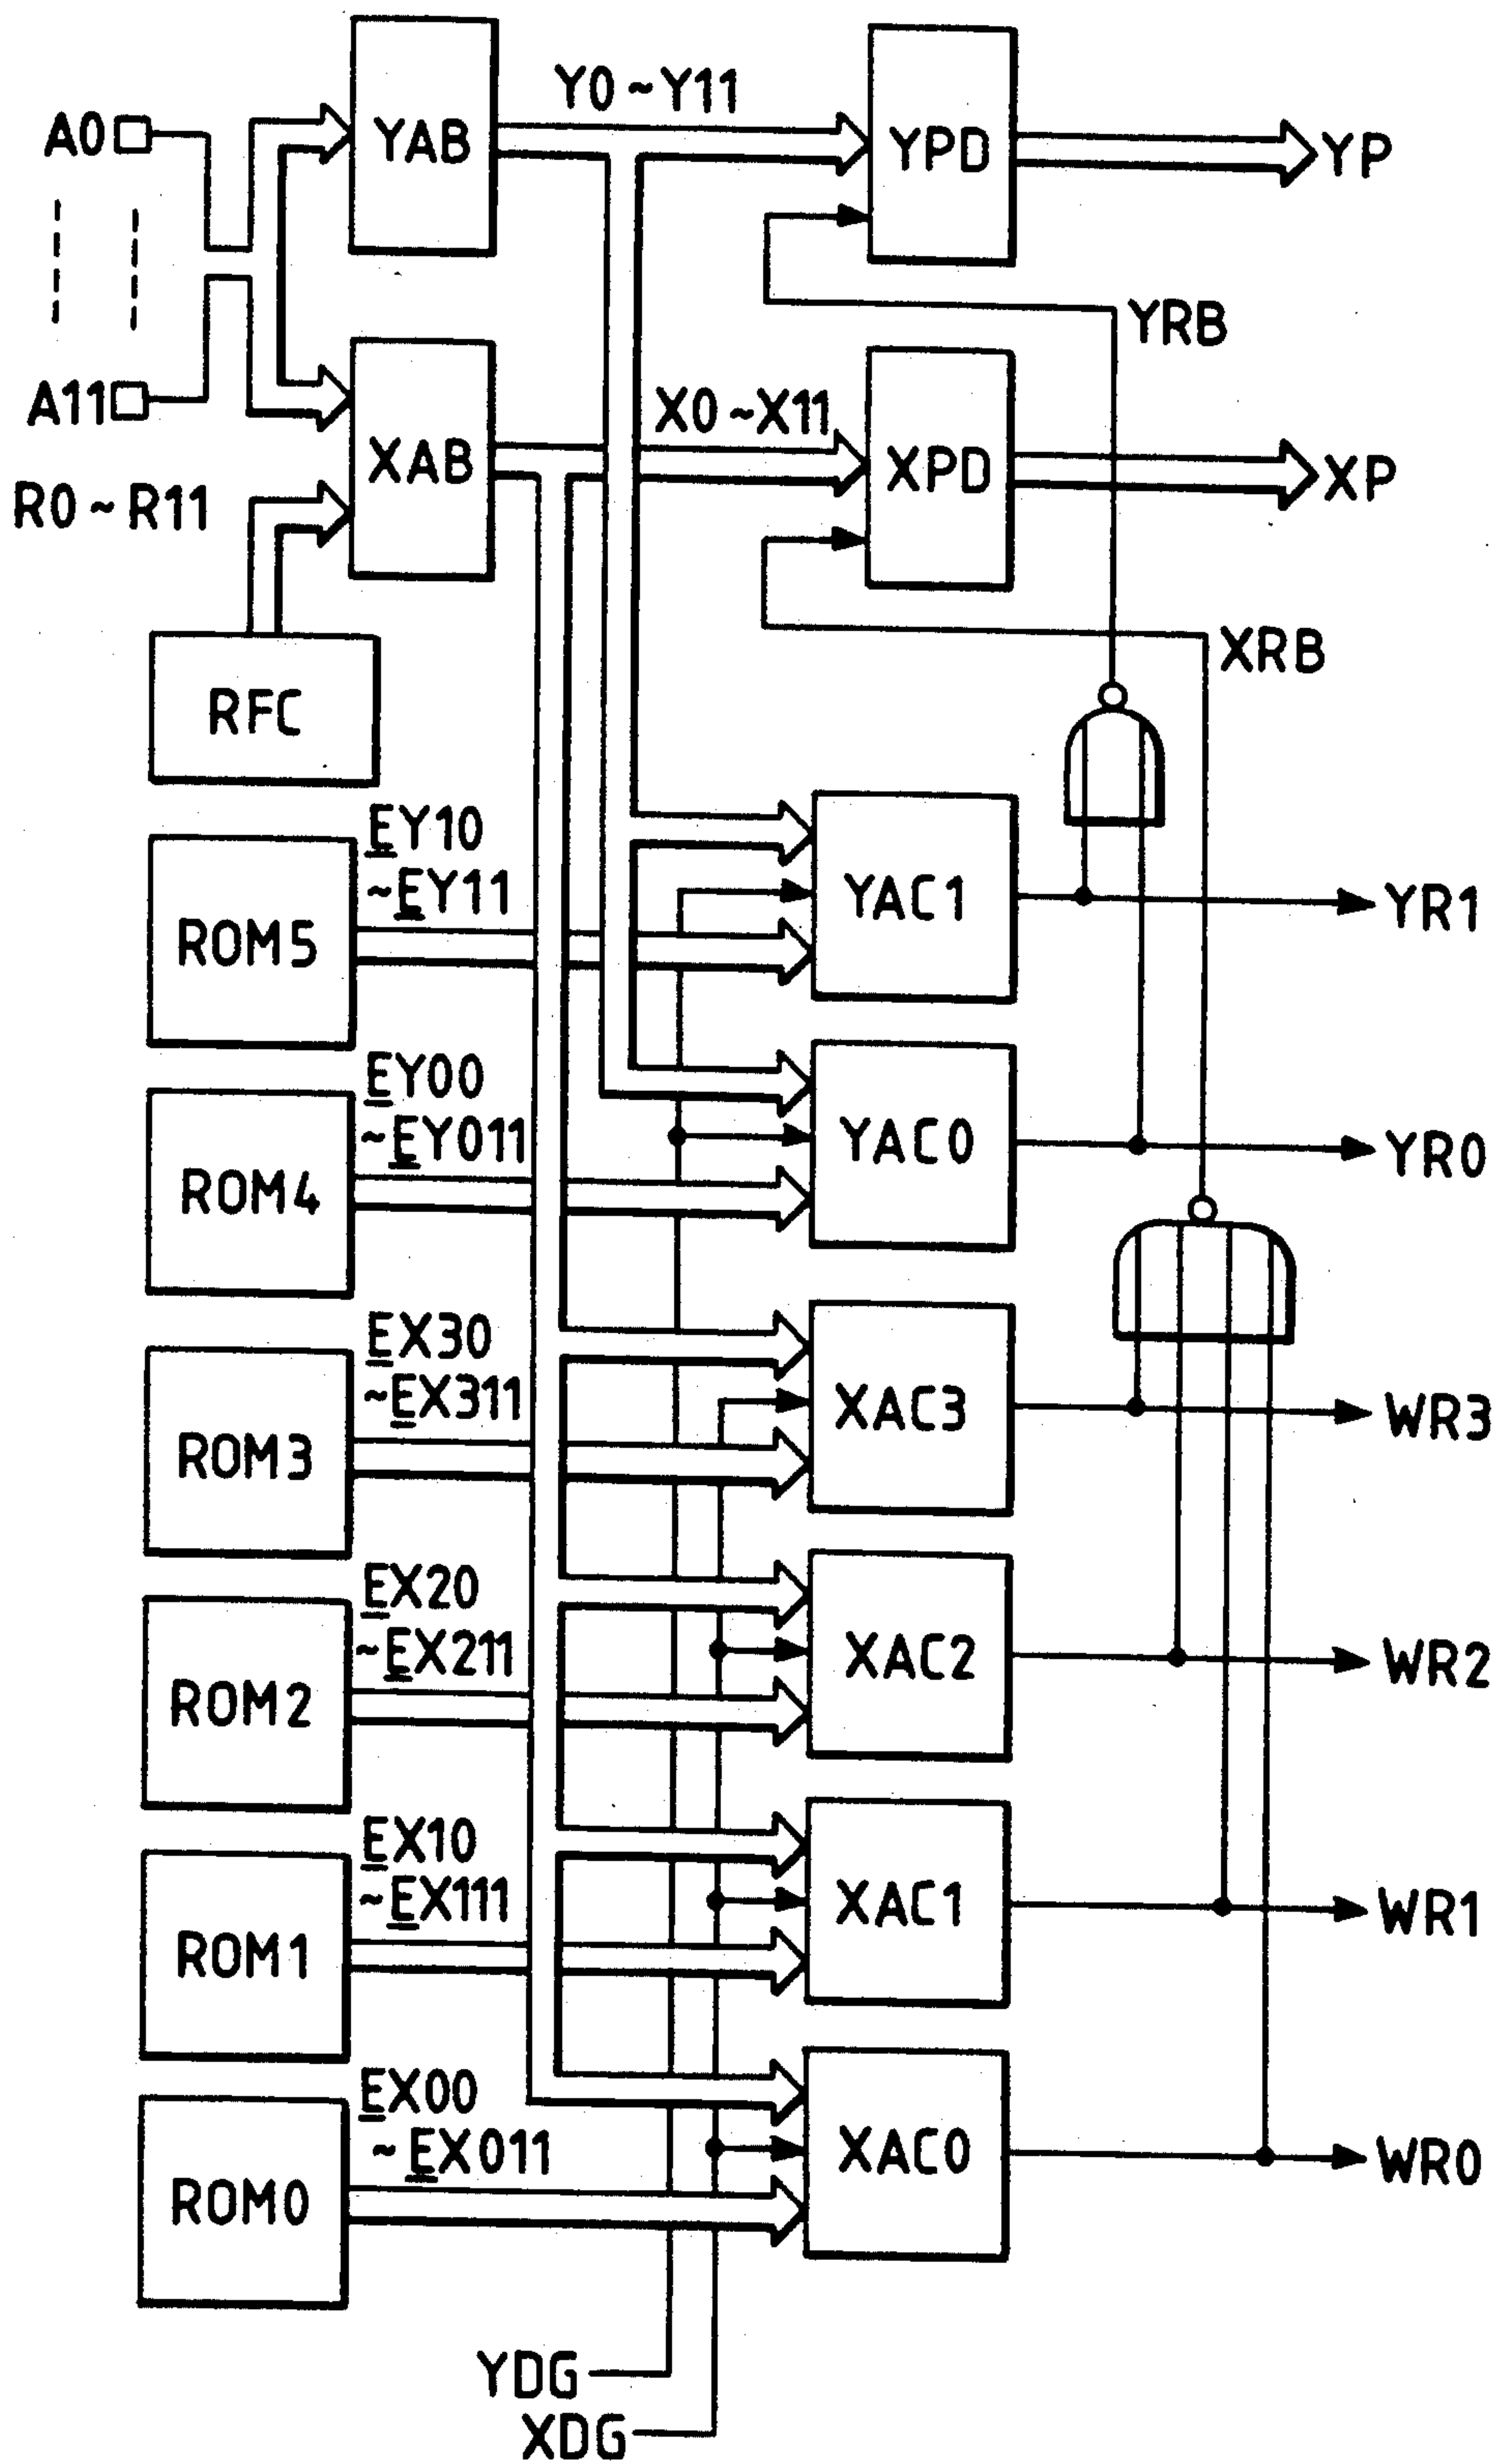 A0
YAB
Y0~Y11
YPD
YP
YRB
A11
XAB
X0~X11
XPD
XP
R0~R11
XRB
RFC
EY10
~EY11
ROM5
YAC1
YR1
EY00
~EY011
ROM4
YAC0
YR0
EX30
~EX311
ROM3
XAC3
WR3
EX20
~EX211
ROM2
XAC2
WR2
EX10
~EX111
ROM1
XAC1
WR1
EX00
~EX011
ROM0
XAC0
WR0
YDG
XDG